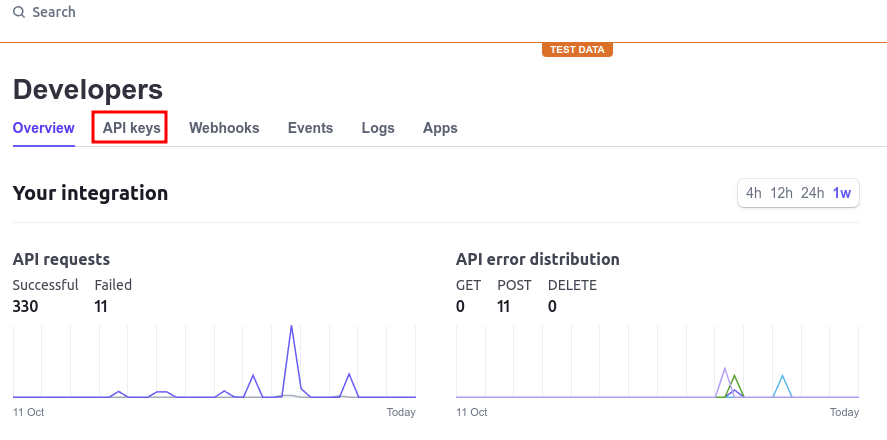 Search
TEST DATA
Developers
Overview API keys Webhooks Events Logs Apps
Your integration
4h 12h 24h 1w
API requests
Successful Failed
330 11
11 Oct Today
API error distribution
GET POST DELETE
0 11 0
11 Oct Today